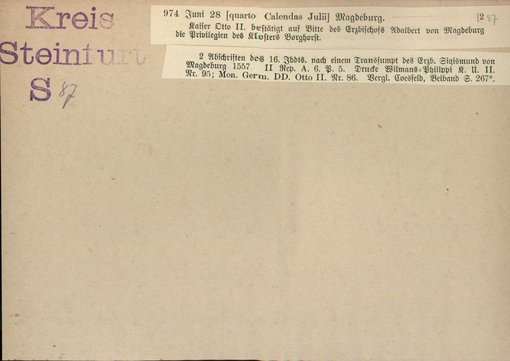 Kreis
Steinfurt
S 87
974 Juni 28 [quarto Calendas Julii] Magdeburg. [2 87
Kaiser Otto II. bestätigt auf Bitte des Erzbischofs Adalbert von Magdeburg
die Privilegien des Klosters Borghorst.
2 Abschriften des 16. Jhdts. nach einem Transsumpt des Erzb. Sigismund von
Magdeburg 1557. II. Rep. A. 6. P. 5. Drucke Wilmans-Philippi K. U. II.
Nr. 95; Mon. Germ. DD. Otto II. Nr. 86. Vergl. Coesfeld, Beiband S. 267*.